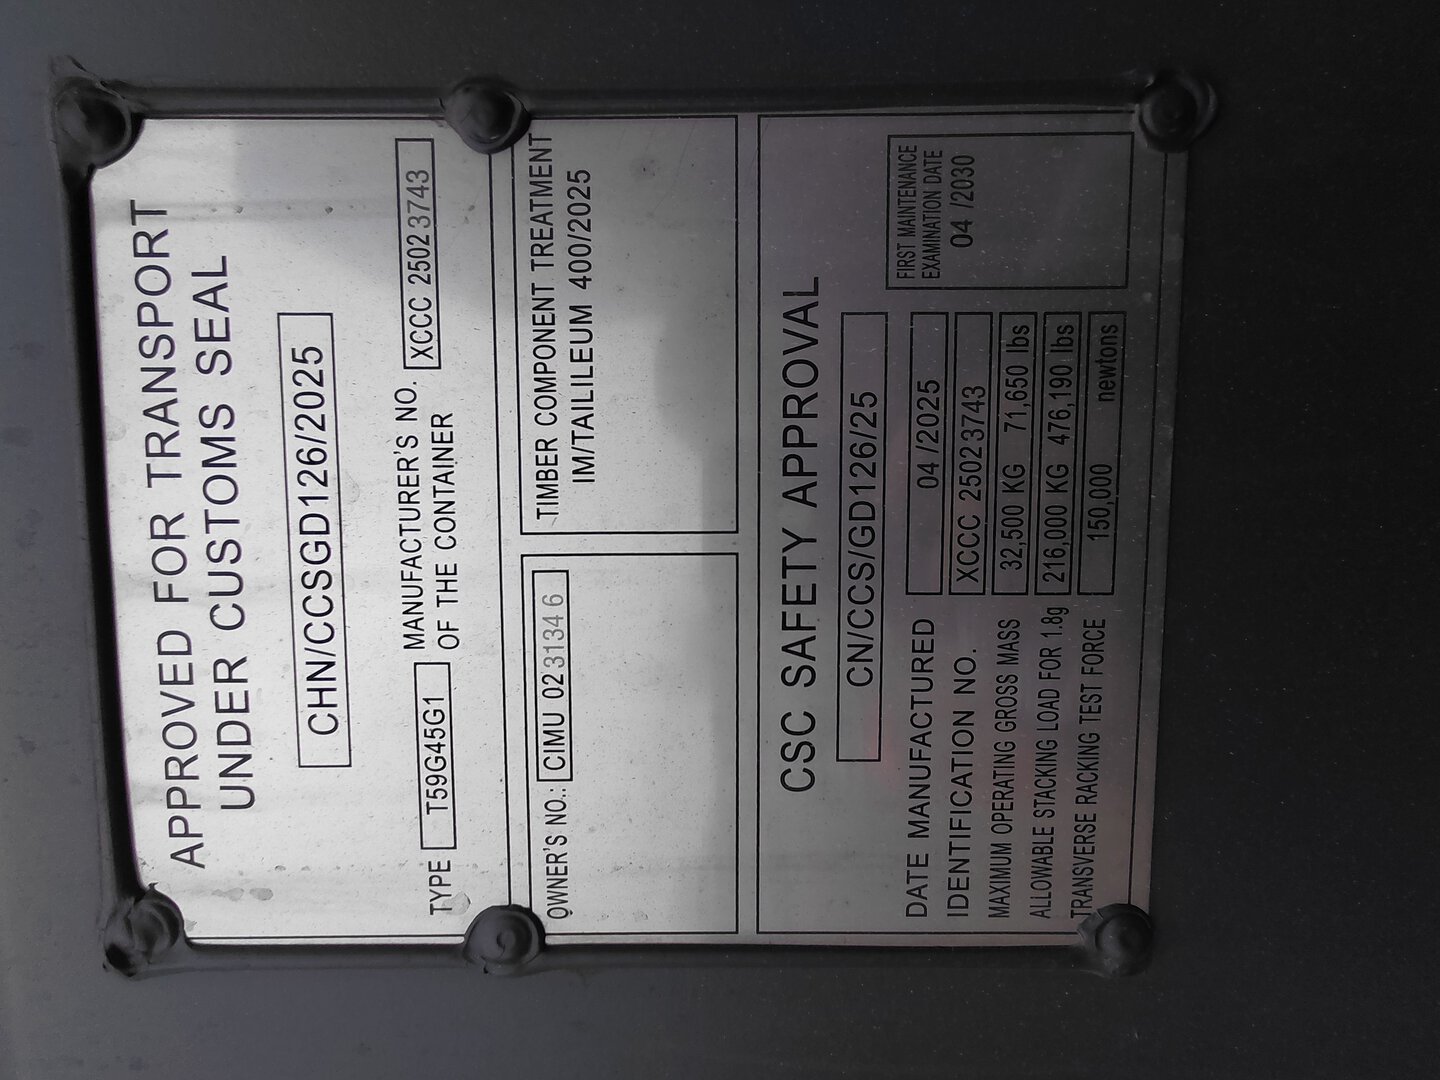 APPROVED FOR TRANSPORT
UNDER CUSTOMS SEAL
CHN/CCSGD126/2025
TYPE T59G45G1 MANUFACTURER'S NO. OF THE CONTAINER XCCC 2502 3743
OWNER'S NO.: CIMU 02 3134 6
TIMBER COMPONENT TREATMENT
IM/TAILILEUM 400/2025
CSC SAFETY APPROVAL
CN/CCS/GD126/25
DATE MANUFACTURED 04 /2025
IDENTIFICATION NO. XCCC 2502 3743
MAXIMUM OPERATING GROSS MASS 32,500 KG 71,650 lbs
ALLOWABLE STACKING LOAD FOR 1.8g 216,000 KG 476,190 lbs
TRANSVERSE RACKING TEST FORCE 150,000 newtons
FIRST MAINTENANCE
EXAMINATION DATE
04 /2030